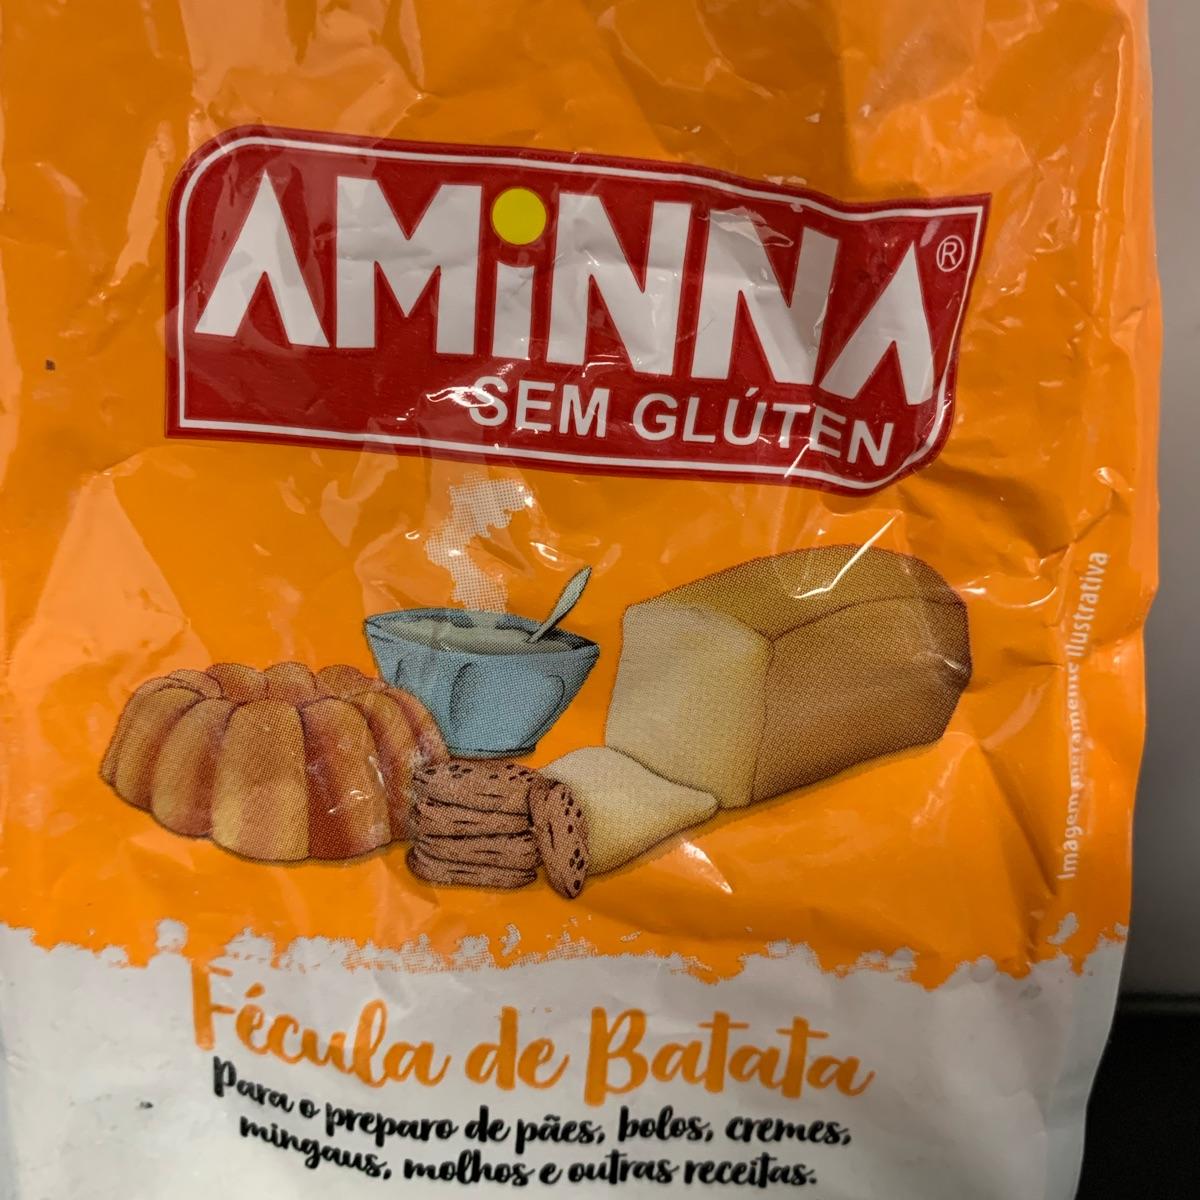 AMiNNA®
SEM GLÚTEN
Imagem meramente ilustrativa
Fécula de Batata
Para o preparo de pães, bolos, cremes,
mingaus, molhos e outras receitas.